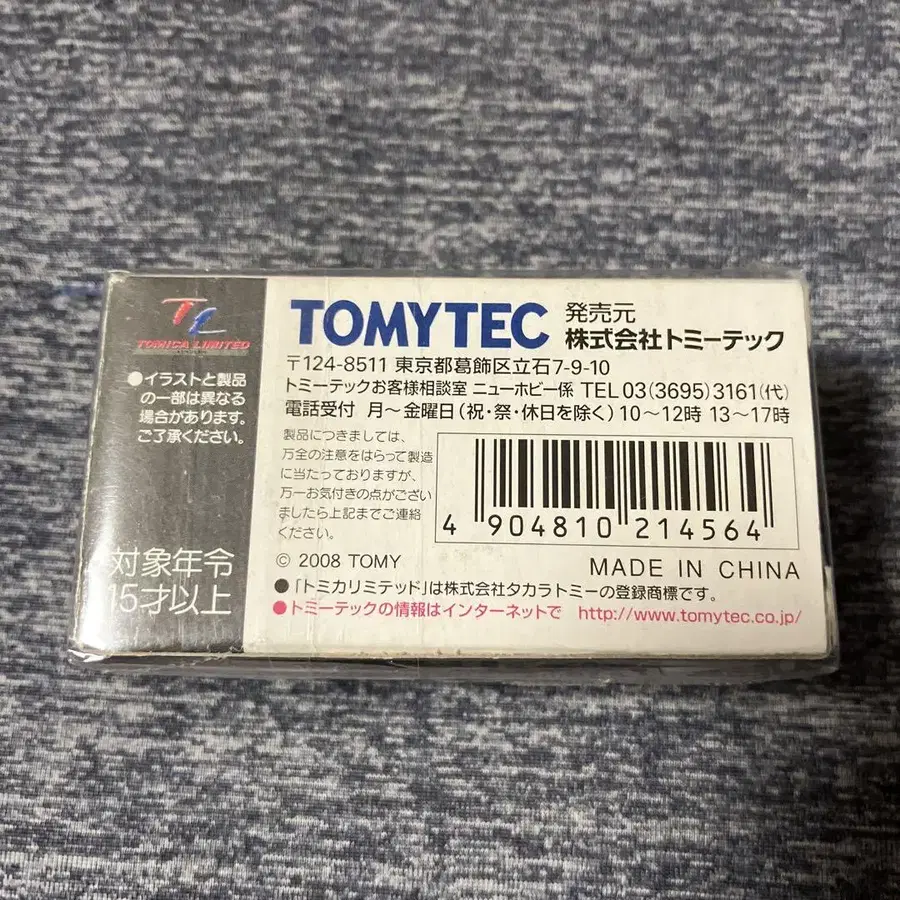 TL
TOMICA LIMITED
●イラストと製品
の一部は異なる
場合があります。
ご了承ください。
対象年令
15才以上
TOMYTEC
発売元
株式会社トミーテック
〒124-8511 東京都葛飾区立石7-9-10
トミーテックお客様相談室 ニューホビー係 TEL 03(3695)3161(代)
電話受付 月～金曜日(祝・祭・休日を除く) 10～12時 13～17時
製品につきましては、
万全の注意をはらって製造
に当たっておりますが、
万一お気付きの点がござい
ましたら上記までご連絡
ください。
4 904810 214564
© 2008 TOMY
MADE IN CHINA
●「トミカリミテッド」は株式会社タカラトミーの登録商標です。
●トミーテックの情報はインターネットで http://www.tomytec.co.jp/